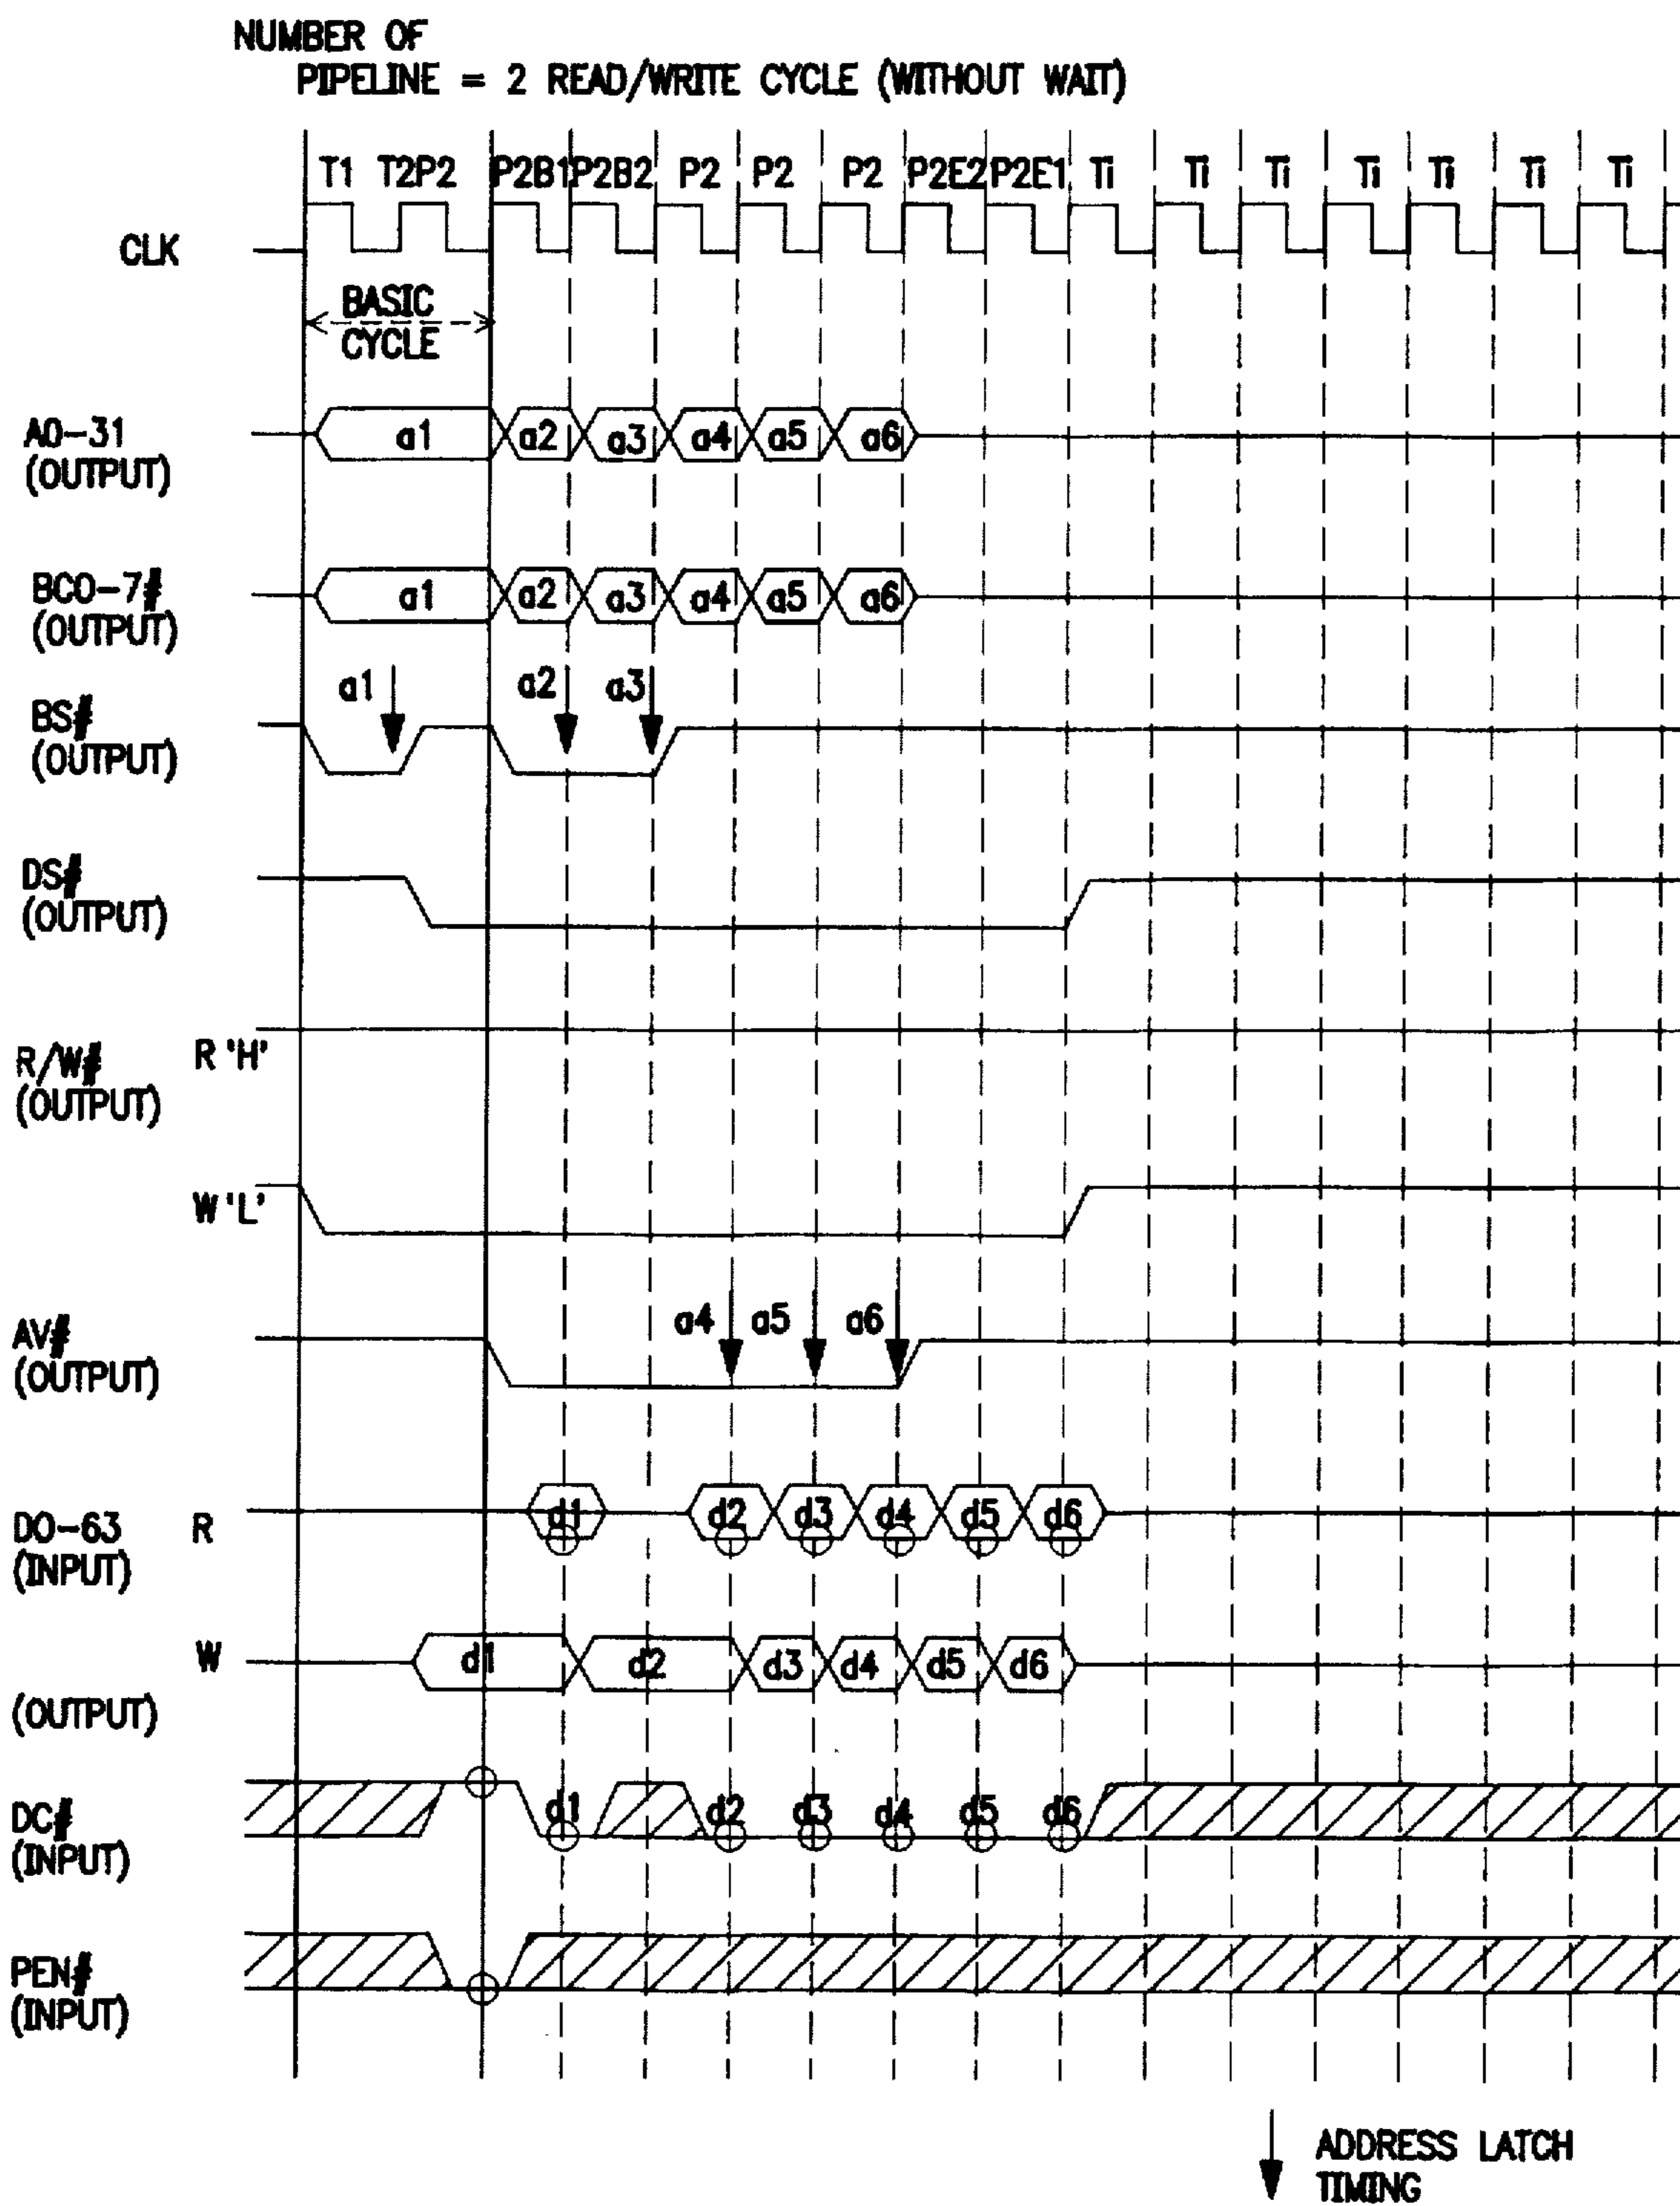 NUMBER OF
PIPELINE = 2 READ/WRITE CYCLE (WITHOUT WAIT)
T1 T2P2 P2B1 P2B2 P2 P2 P2 P2E2 P2E1 Ti Ti Ti Ti Ti Ti Ti
CLK
BASIC
CYCLE
A0-31
(OUTPUT)
a1 a2 a3 a4 a5 a6
BC0-7#
(OUTPUT)
a1 a2 a3 a4 a5 a6
a1 a2 a3
BS#
(OUTPUT)
DS#
(OUTPUT)
R/W#
(OUTPUT)
R 'H'
W 'L'
a4 a5 a6
AV#
(OUTPUT)
D0-63
(INPUT)
R
d1 d2 d3 d4 d5 d6
W
d1 d2 d3 d4 d5 d6
(OUTPUT)
DC#
(INPUT)
d1 d2 d3 d4 d5 d6
PEN#
(INPUT)
ADDRESS LATCH
TIMING